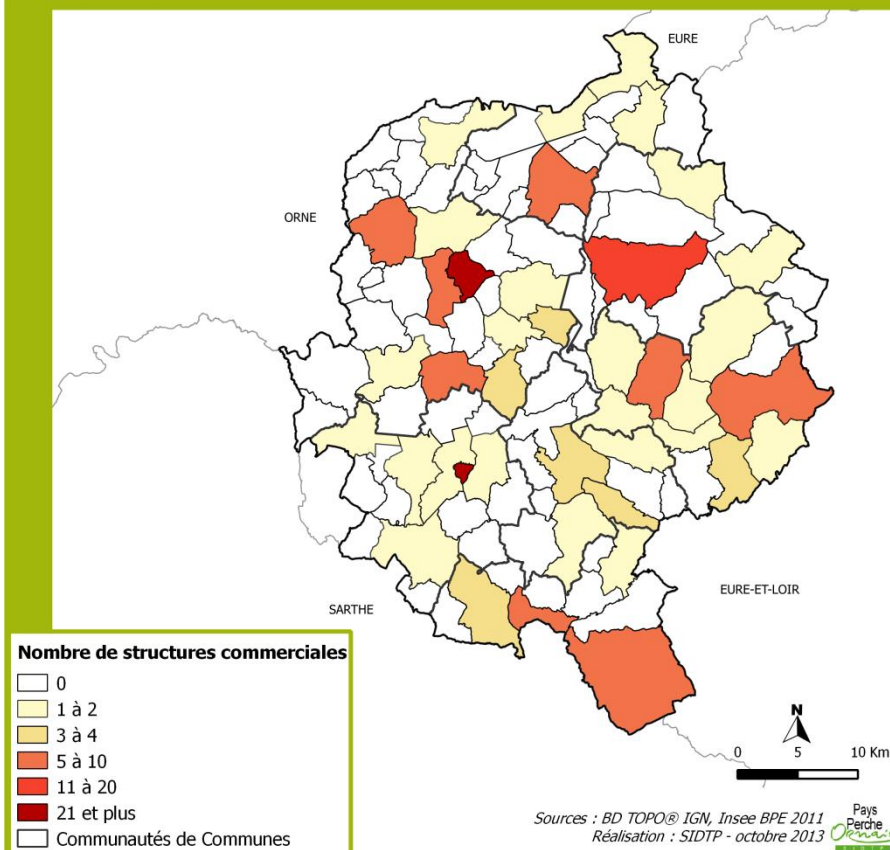 EURE
ORNE
EURE-ET-LOIR
SARTHE
Nombre de structures commerciales
0
1 à 2
3 à 4
5 à 10
11 à 20
21 et plus
Communautés de Communes
N
0 5 10 Km
Sources : BD TOPO® IGN, Insee BPE 2011
Réalisation : SIDTP - octobre 2013
Pays
Perche
Ornais
SIDTP